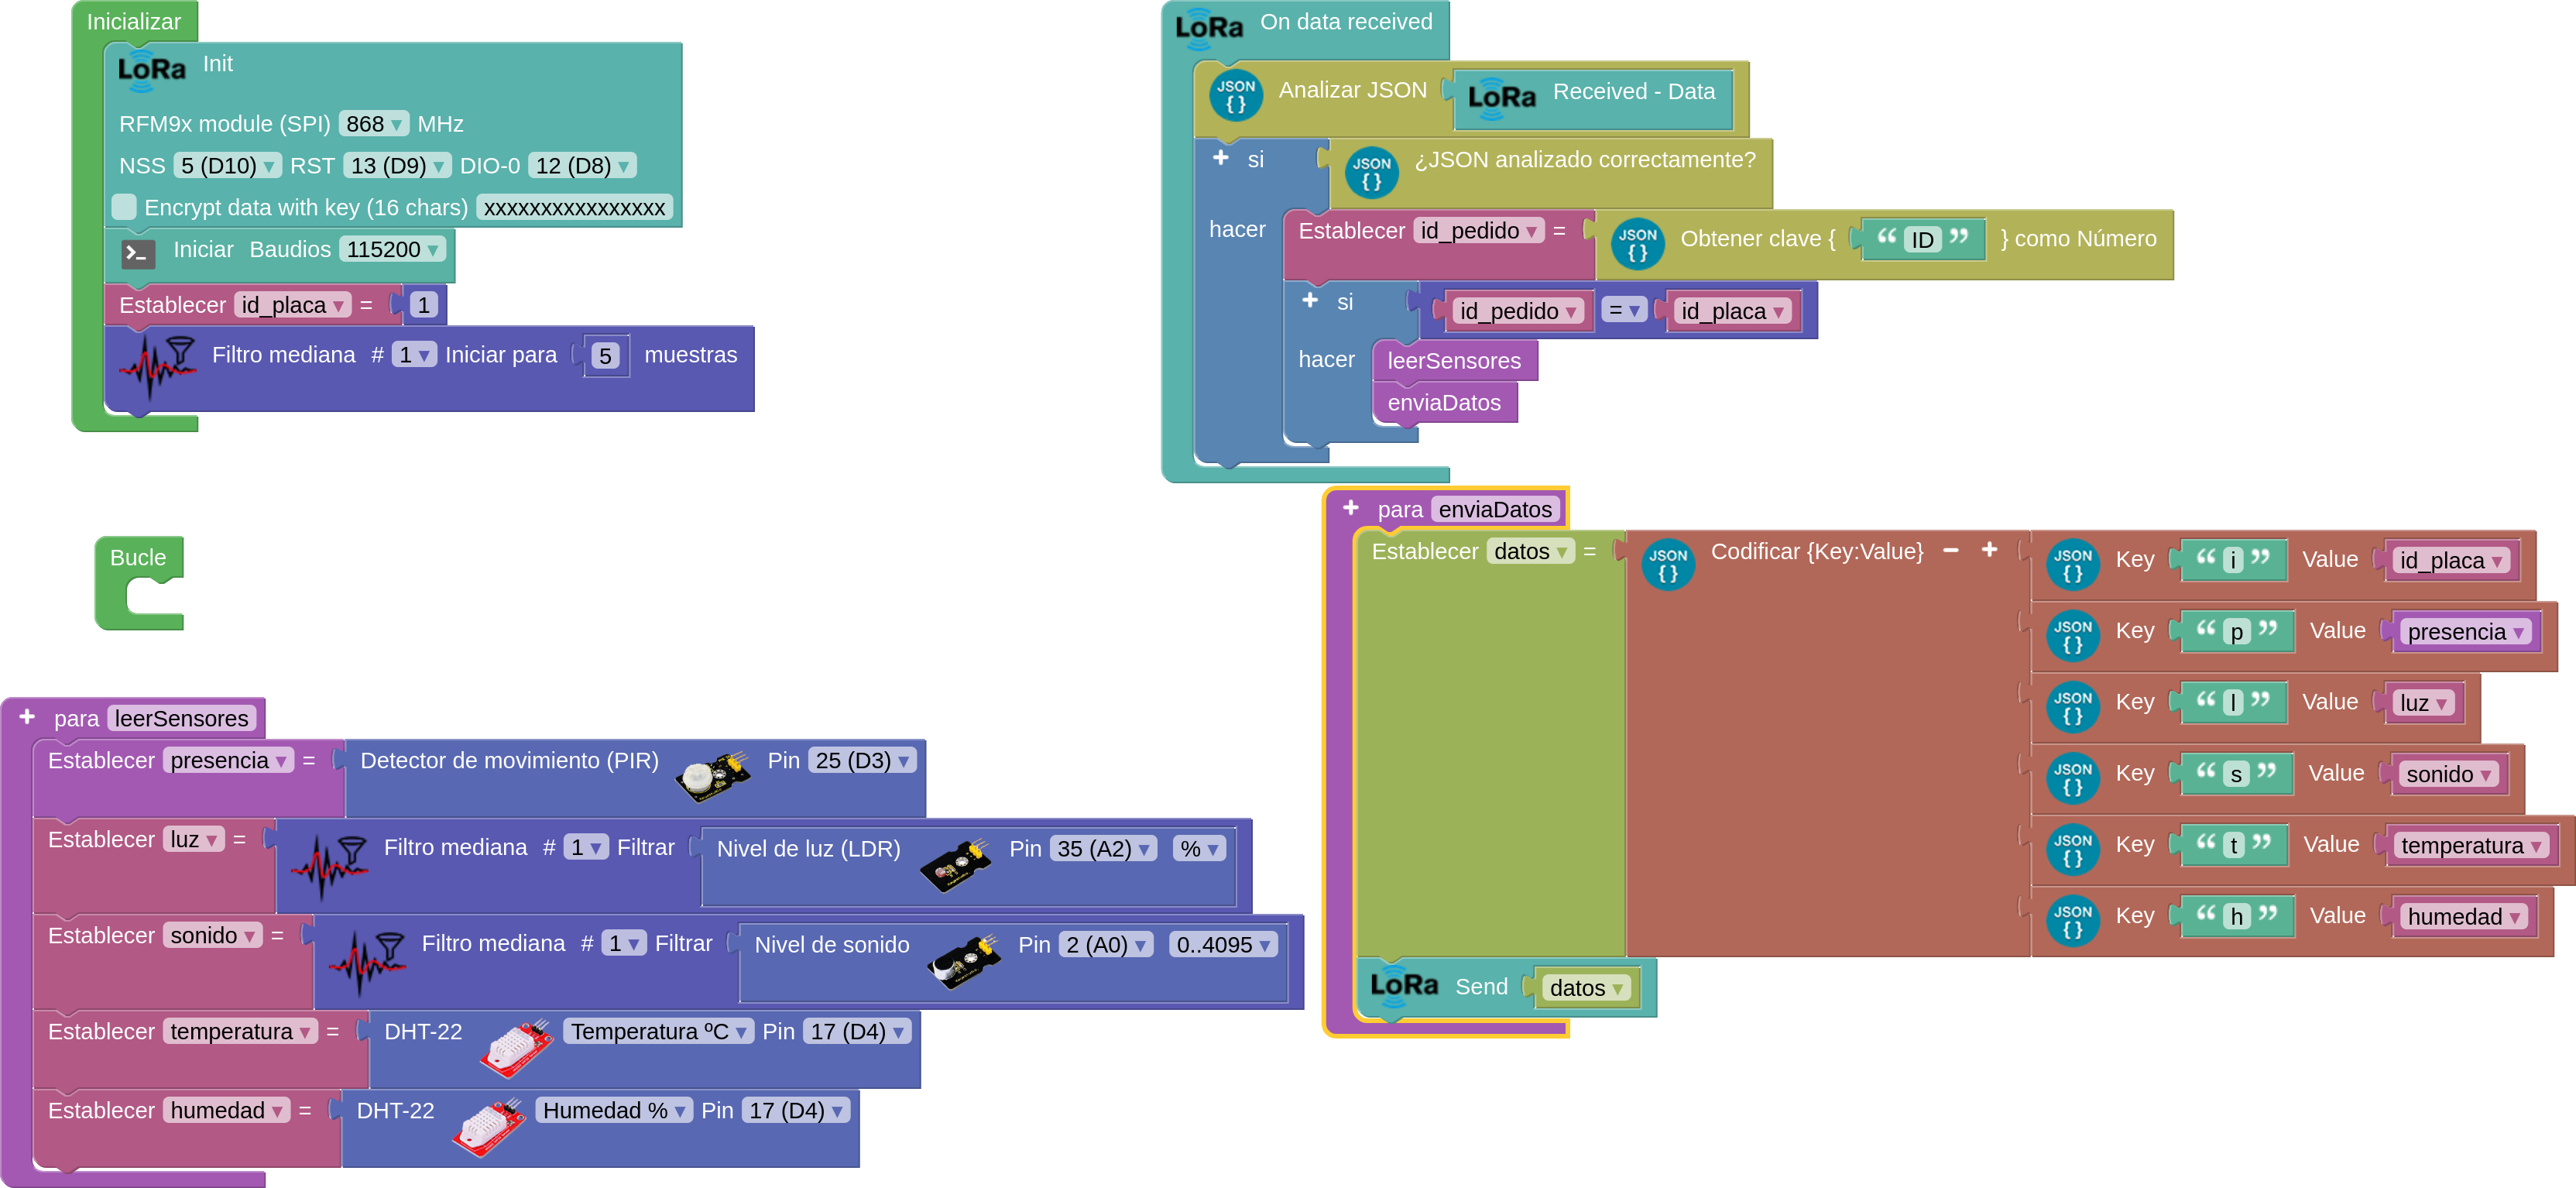 Inicializar
LoRa Init
RFM9x module (SPI) 868 ▾ MHz
NSS 5 (D10) ▾ RST 13 (D9) ▾ DIO-0 12 (D8) ▾
Encrypt data with key (16 chars) xxxxxxxxxxxxxxxx
Iniciar Baudios 115200 ▾
Establecer id_placa ▾ = 1
Filtro mediana # 1 ▾ Iniciar para 5 muestras
Bucle
+ para leerSensores
Establecer presencia ▾ = Detector de movimiento (PIR) Pin 25 (D3) ▾
Establecer luz ▾ = Filtro mediana # 1 ▾ Filtrar Nivel de luz (LDR) Pin 35 (A2) ▾ % ▾
Establecer sonido ▾ = Filtro mediana # 1 ▾ Filtrar Nivel de sonido Pin 2 (A0) ▾ 0..4095 ▾
Establecer temperatura ▾ = DHT-22 Temperatura ºC ▾ Pin 17 (D4) ▾
Establecer humedad ▾ = DHT-22 Humedad % ▾ Pin 17 (D4) ▾
LoRa On data received
JSON { } Analizar JSON LoRa Received - Data
+ si JSON { } ¿JSON analizado correctamente?
hacer Establecer id_pedido ▾ = JSON { } Obtener clave { “ ID ” } como Número
+ si id_pedido ▾ = ▾ id_placa ▾
hacer leerSensores
enviaDatos
+ para enviaDatos
Establecer datos ▾ = JSON { } Codificar {Key:Value} − + JSON { } Key “ i ” Value id_placa ▾
JSON { } Key “ p ” Value presencia ▾
JSON { } Key “ l ” Value luz ▾
JSON { } Key “ s ” Value sonido ▾
JSON { } Key “ t ” Value temperatura ▾
JSON { } Key “ h ” Value humedad ▾
LoRa Send datos ▾